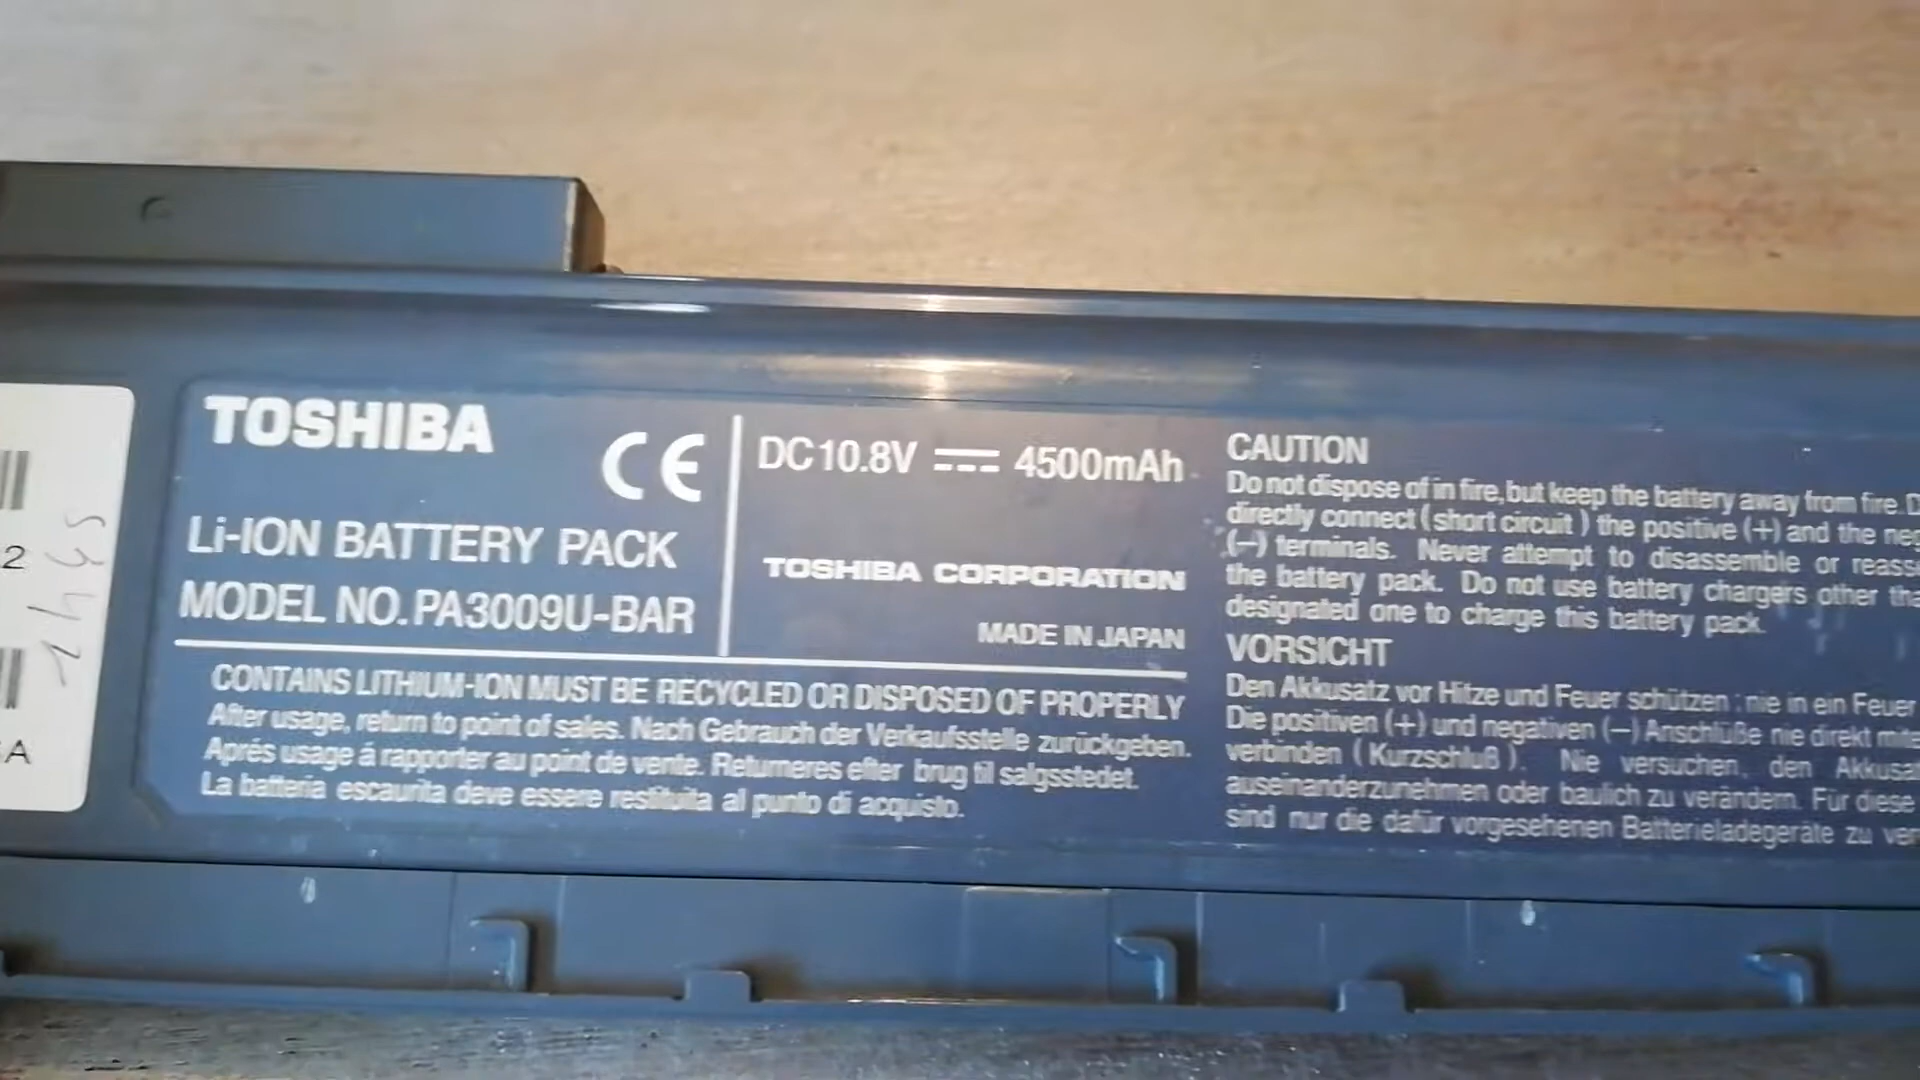 TOSHIBA
CE
Li-ION BATTERY PACK
MODEL NO. PA3009U-BAR
DC 10.8V 4500mAh
TOSHIBA CORPORATION
MADE IN JAPAN
CONTAINS LITHIUM-ION MUST BE RECYCLED OR DISPOSED OF PROPERLY
After usage, return to point of sales. Nach Gebrauch der Verkaufsstelle zurückgeben.
Aprés usage á rapporter au point de vente. Returneres efter brug til salgsstedet.
La batteria escaurita deve essere restituita al punto di acquisto.
CAUTION
Do not dispose of in fire, but keep the battery away from fire.
directly connect (short circuit) the positive (+) and the
(−) terminals. Never attempt to disassemble or
the battery pack. Do not use battery chargers other
designated one to charge this battery pack.
VORSICHT
Den Akkusatz vor Hitze und Feuer schützen : nie in ein Feuer
Die positiven (+) und negativen (−) Anschlüße nie direkt
verbinden (Kurzschluß). Nie versuchen, den
auseinanderzunehmen oder baulich zu verändern. Für diese
sind nur die dafür vorgesehenen Batterieladegeräte zu